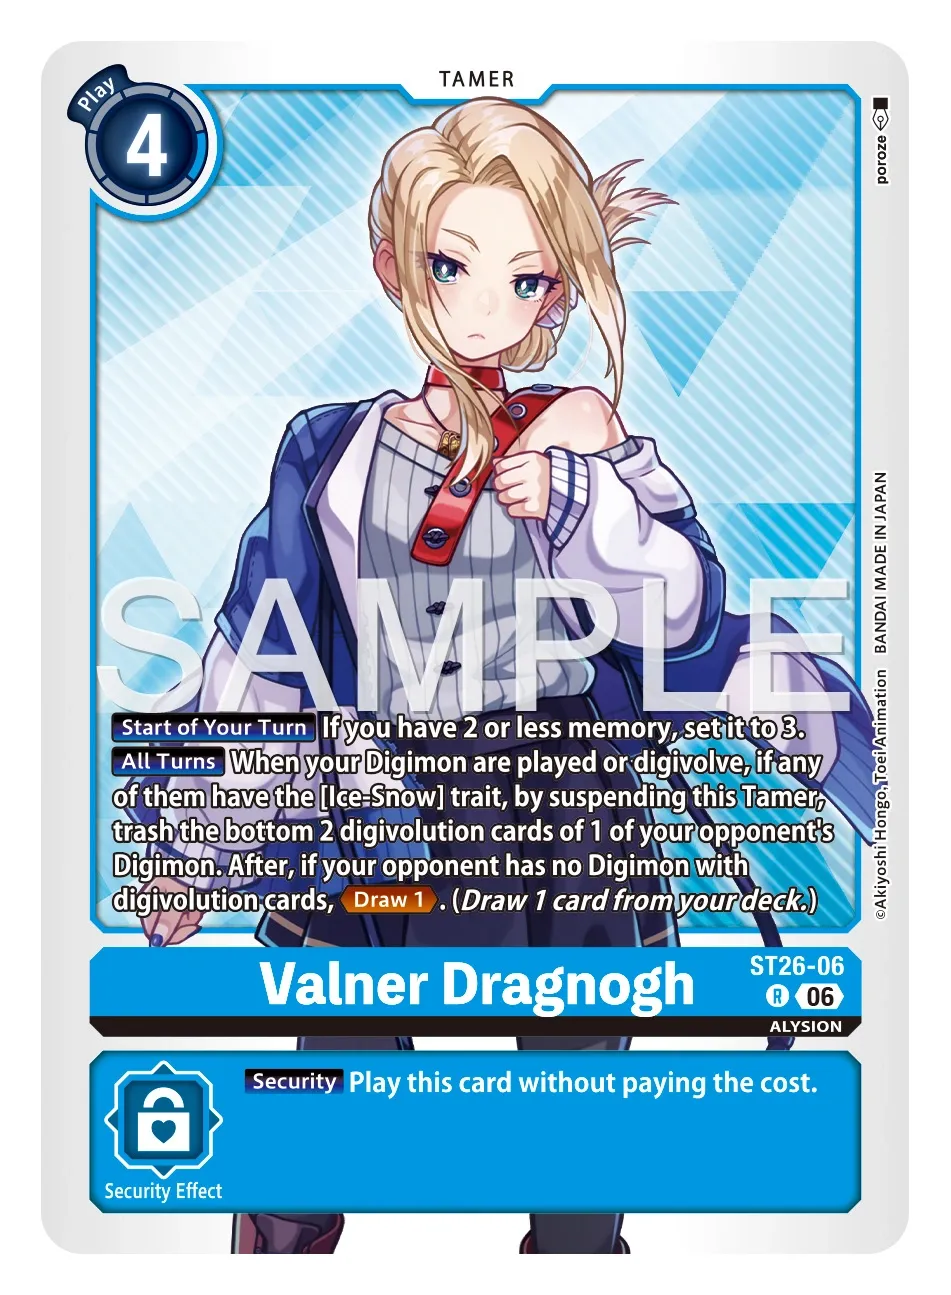 TAMER
Play
4
poroze
SAMPLE
Start of Your Turn If you have 2 or less memory, set it to 3.
All Turns When your Digimon are played or digivolve, if any
of them have the [Ice-Snow] trait, by suspending this Tamer,
trash the bottom 2 digivolution cards of 1 of your opponent's
Digimon. After, if your opponent has no Digimon with
digivolution cards, Draw 1. (Draw 1 card from your deck.)
©Akiyoshi Hongo, Toei Animation BANDAI MADE IN JAPAN
Valner Dragnogh
ST26-06
R 06
ALYSION
Security Play this card without paying the cost.
Security Effect